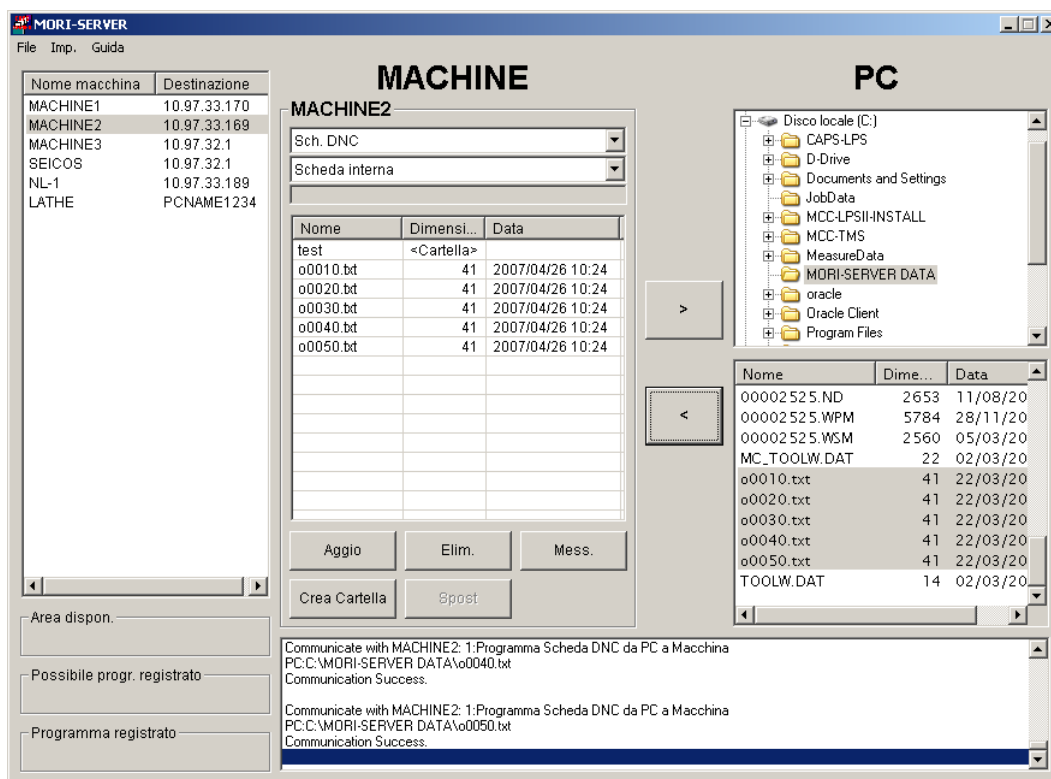 MORI-SERVER
File Imp. Guida
Nome macchina Destinazione
MACHINE1 10.97.33.170
MACHINE2 10.97.33.169
MACHINE3 10.97.32.1
SEICOS 10.97.32.1
NL-1 10.97.33.189
LATHE PCNAME1234
Area dispon.
Possibile progr. registrato
Programma registrato
MACHINE
MACHINE2
Sch. DNC
Scheda interna
Nome Dimensi... Data
test <Cartella>
o0010.txt 41 2007/04/26 10:24
o0020.txt 41 2007/04/26 10:24
o0030.txt 41 2007/04/26 10:24
o0040.txt 41 2007/04/26 10:24
o0050.txt 41 2007/04/26 10:24
Aggio Elim. Mess.
Crea Cartella Spost
>
<
PC
Disco locale (C:)
CAPS-LPS
D-Drive
Documents and Settings
JobData
MCC-LPSII-INSTALL
MCC-TMS
MeasureData
MORI-SERVER DATA
oracle
Oracle Client
Program Files
Nome Dime... Data
00002525.ND 2653 11/08/20
00002525.WPM 5784 28/11/20
00002525.WSM 2560 05/03/20
MC_TOOLW.DAT 22 02/03/20
o0010.txt 41 22/03/20
o0020.txt 41 22/03/20
o0030.txt 41 22/03/20
o0040.txt 41 22/03/20
o0050.txt 41 22/03/20
TOOLW.DAT 14 02/03/20
Communicate with MACHINE2: 1:Programma Scheda DNC da PC a Macchina
PC:C:\MORI-SERVER DATA\o0040.txt
Communication Success.
Communicate with MACHINE2: 1:Programma Scheda DNC da PC a Macchina
PC:C:\MORI-SERVER DATA\o0050.txt
Communication Success.